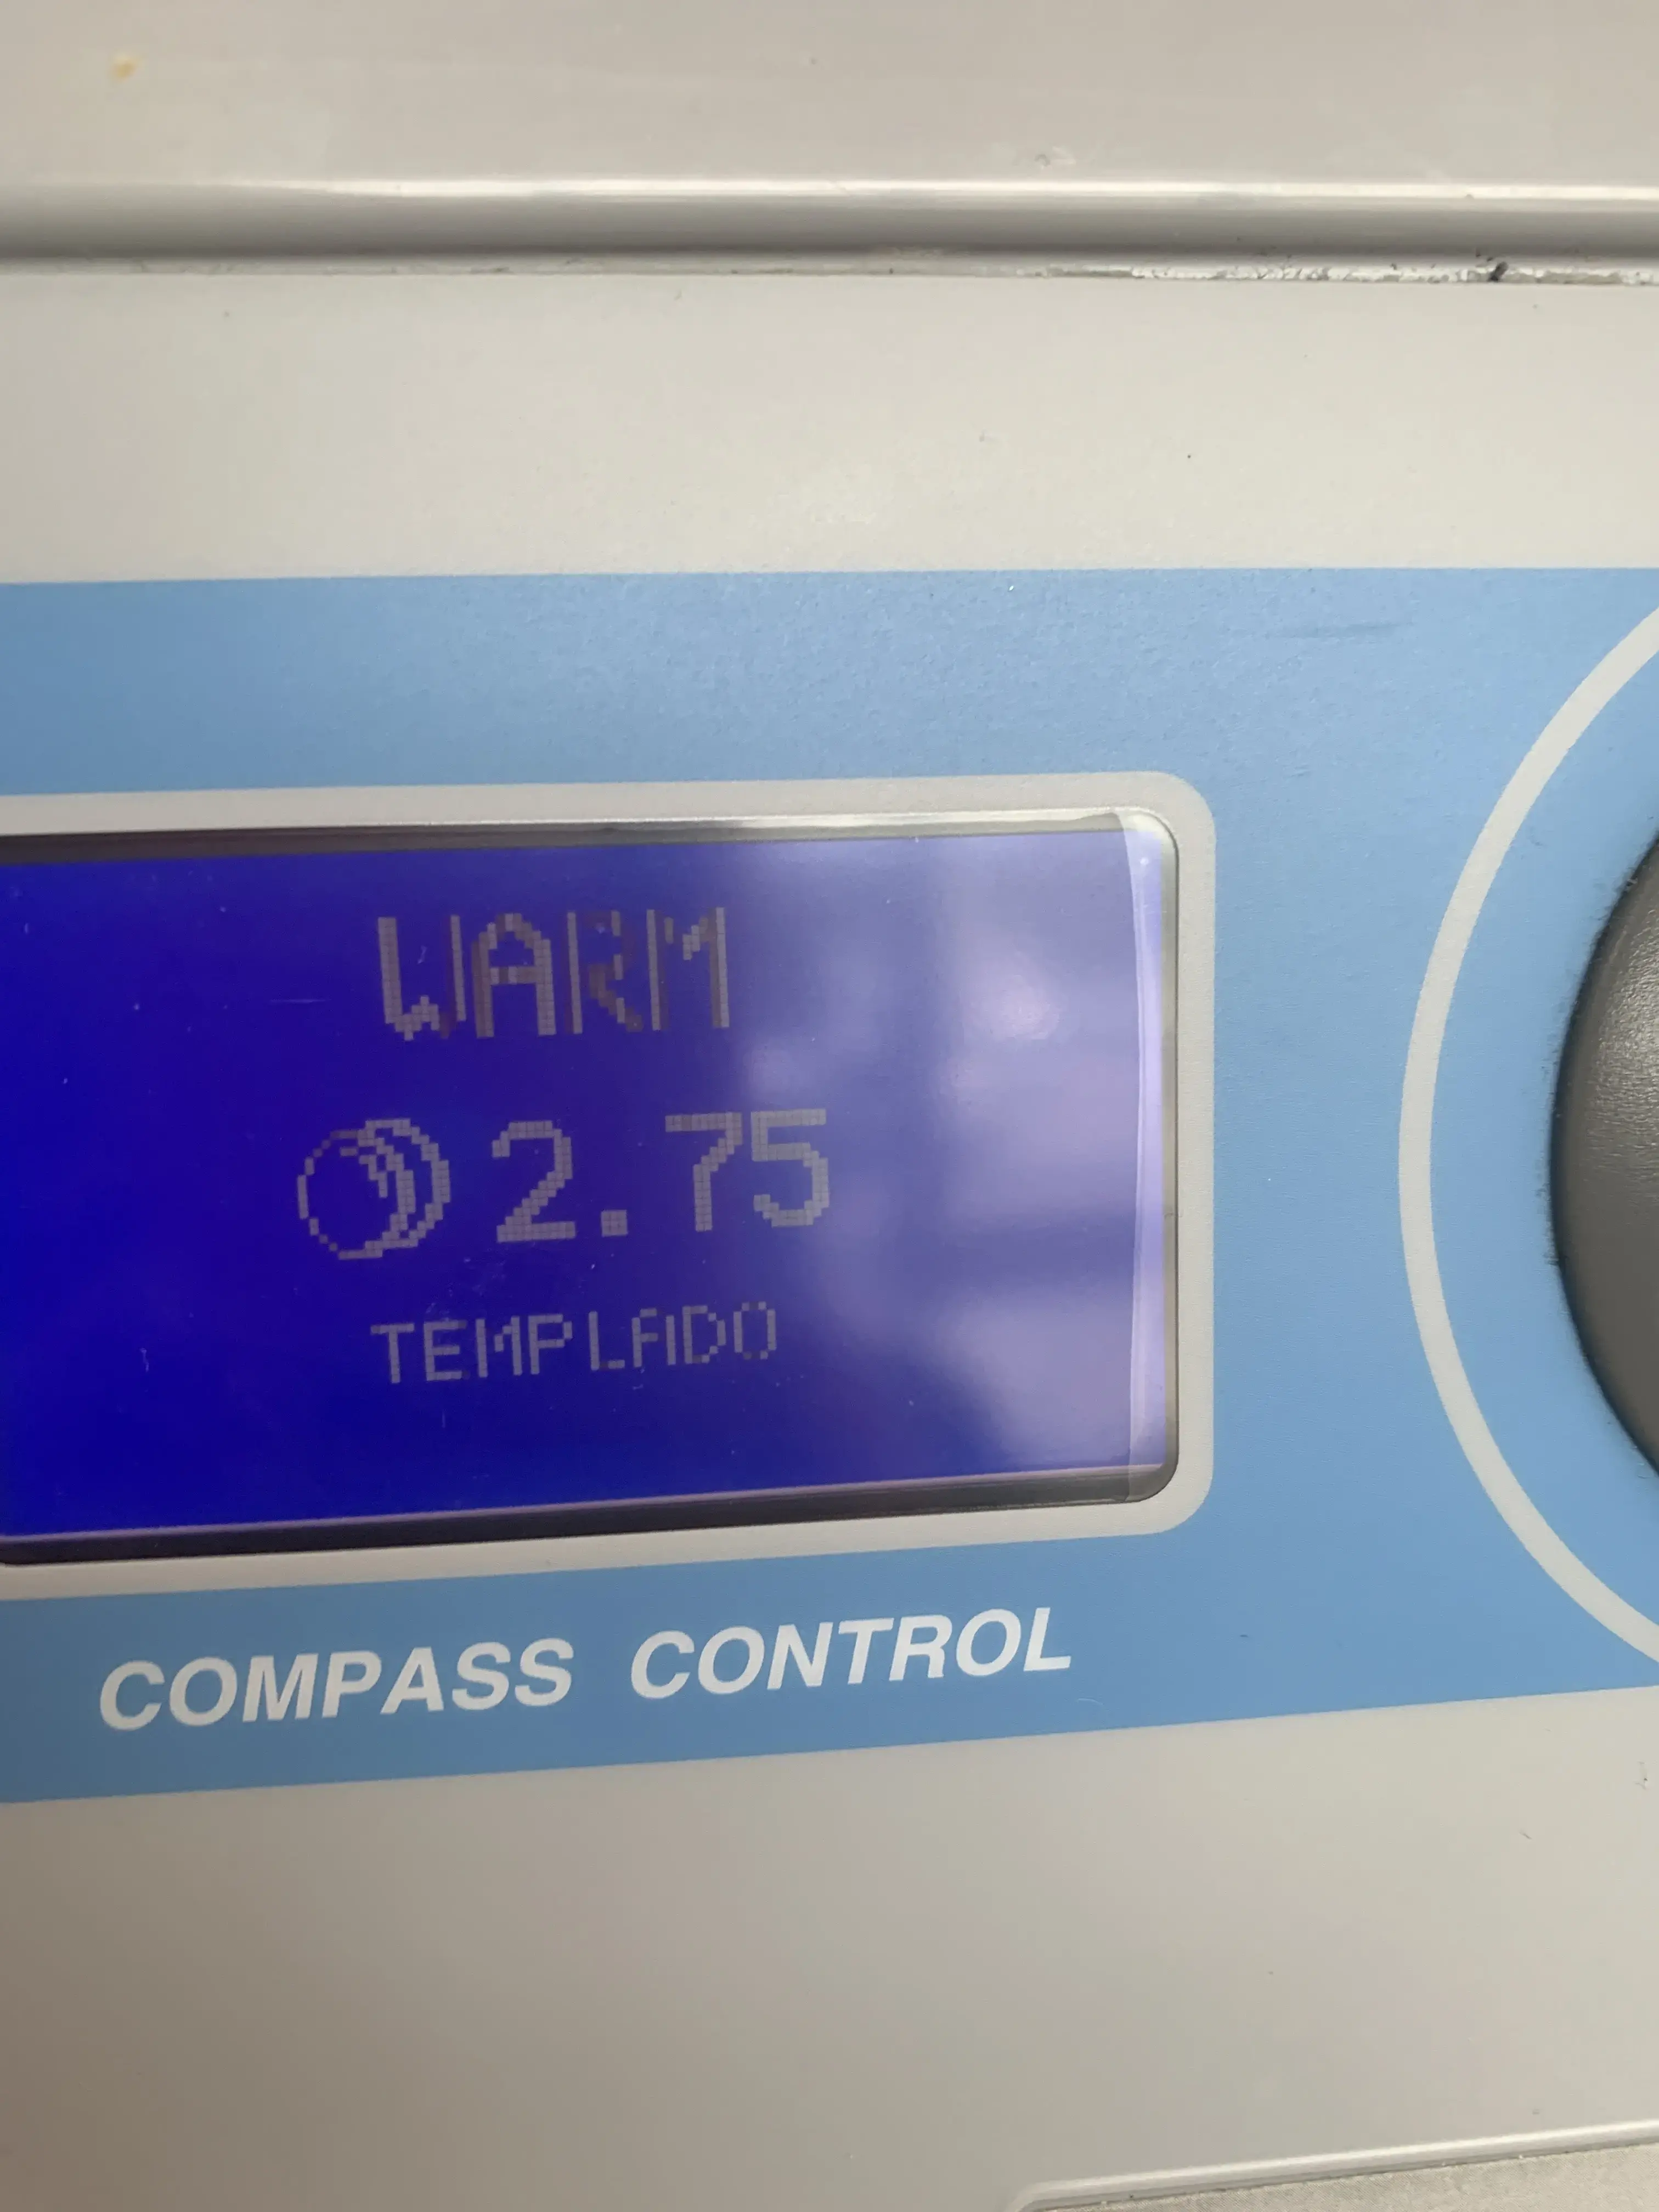 WARM
2.75
TEMPLADO
COMPASS CONTROL